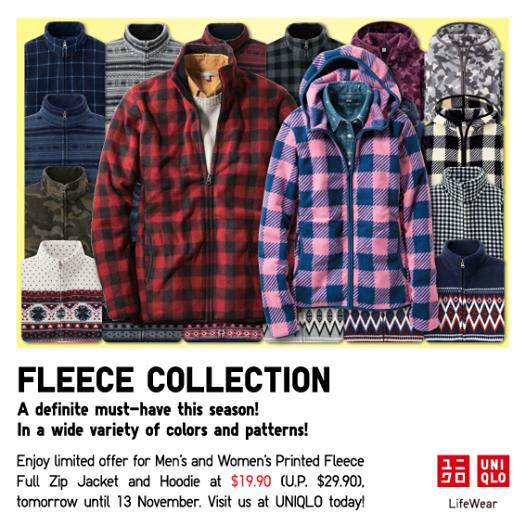 FLEECE COLLECTION
A definite must-have this season!
In a wide variety of colors and patterns!
Enjoy limited offer for Men's and Women's Printed Fleece
Full Zip Jacket and Hoodie at $19.90 (U.P. $29.90),
tomorrow until 13 November. Visit us at UNIQLO today!
ユニ
クロ
UNI
QLO
LifeWear